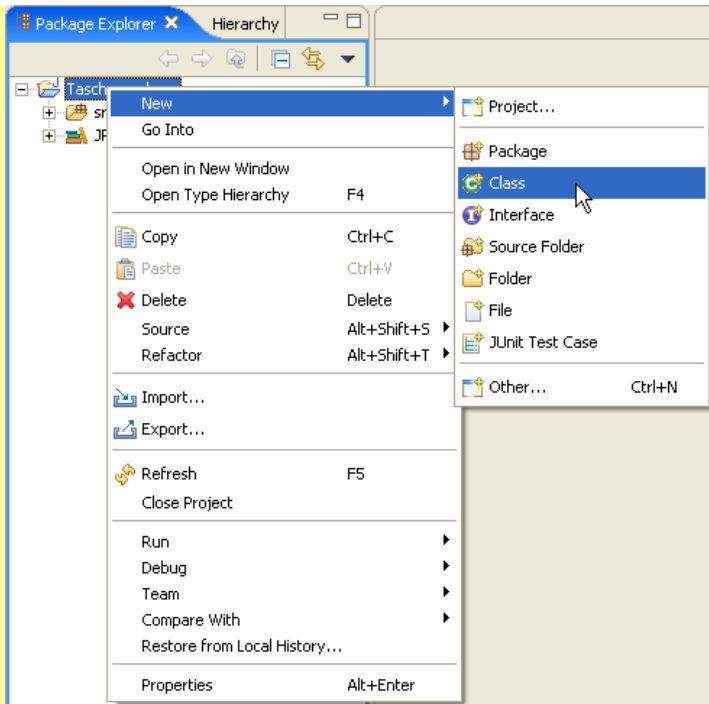 Package Explorer Hierarchy
New
Go Into
Open in New Window
Open Type Hierarchy F4
Copy Ctrl+C
Paste Ctrl+V
Delete Delete
Source Alt+Shift+S
Refactor Alt+Shift+T
Import...
Export...
Refresh F5
Close Project
Run
Debug
Team
Compare With
Restore from Local History...
Properties Alt+Enter
Project...
Package
Class
Interface
Source Folder
Folder
File
JUnit Test Case
Other... Ctrl+N